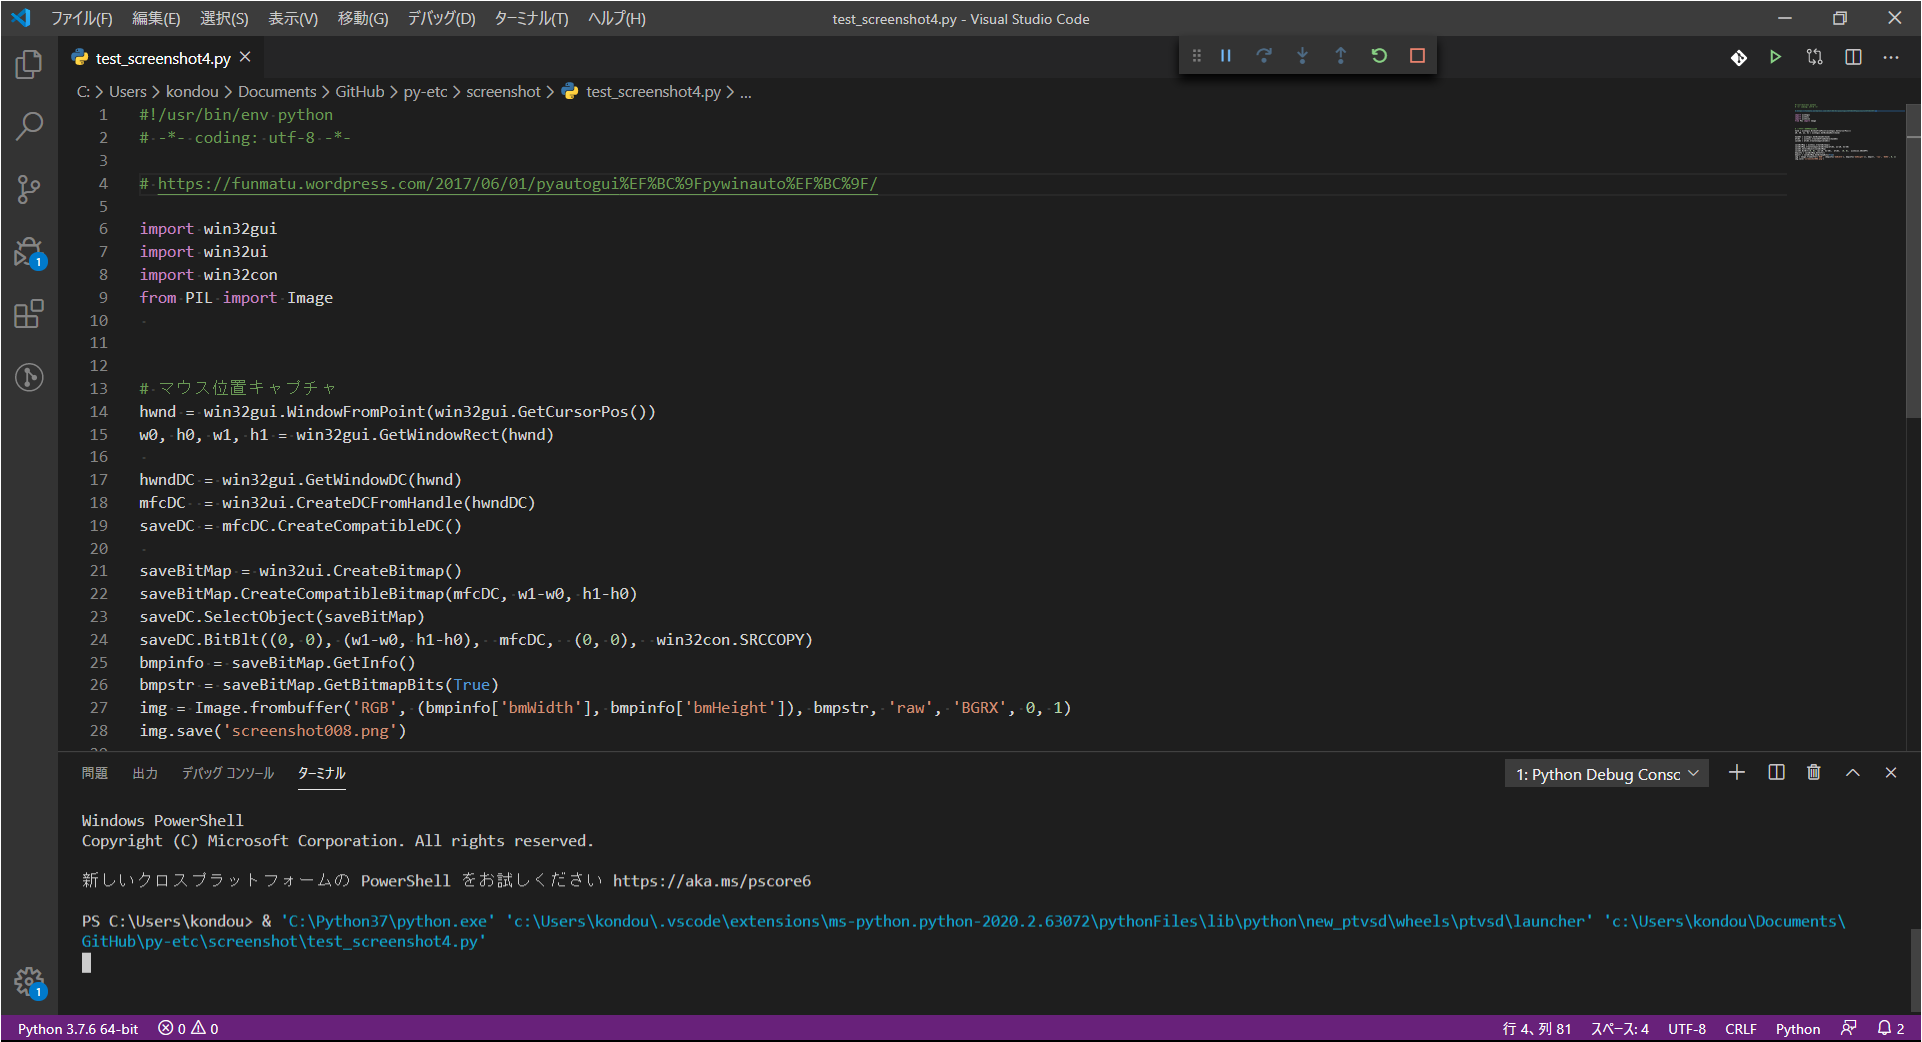 ファイル(F) 編集(E) 選択(S) 表示(V) 移動(G) デバッグ(D) ターミナル(T) ヘルプ(H) test_screenshot4.py - Visual Studio Code
test_screenshot4.py
C: > Users > kondou > Documents > GitHub > py-etc > screenshot > test_screenshot4.py > ...
1 #!/usr/bin/env python
2 # -*- coding: utf-8 -*-
3
4 # https://funmatu.wordpress.com/2017/06/01/pyautogui%EF%BC%9Fpywinauto%EF%BC%9F/
5
6 import win32gui
7 import win32ui
8 import win32con
9 from PIL import Image
10
11
12
13 # マウス位置キャプチャ
14 hwnd = win32gui.WindowFromPoint(win32gui.GetCursorPos())
15 w0, h0, w1, h1 = win32gui.GetWindowRect(hwnd)
16
17 hwndDC = win32gui.GetWindowDC(hwnd)
18 mfcDC  = win32ui.CreateDCFromHandle(hwndDC)
19 saveDC = mfcDC.CreateCompatibleDC()
20
21 saveBitMap = win32ui.CreateBitmap()
22 saveBitMap.CreateCompatibleBitmap(mfcDC, w1-w0, h1-h0)
23 saveDC.SelectObject(saveBitMap)
24 saveDC.BitBlt((0, 0), (w1-w0, h1-h0),  mfcDC,  (0, 0),  win32con.SRCCOPY)
25 bmpinfo = saveBitMap.GetInfo()
26 bmpstr = saveBitMap.GetBitmapBits(True)
27 img = Image.frombuffer('RGB', (bmpinfo['bmWidth'], bmpinfo['bmHeight']), bmpstr, 'raw', 'BGRX', 0, 1)
28 img.save('screenshot008.png')
問題 出力 デバッグ コンソール ターミナル 1: Python Debug Consc
Windows PowerShell
Copyright (C) Microsoft Corporation. All rights reserved.
新しいクロスプラットフォームの PowerShell をお試しください https://aka.ms/pscore6
PS C:\Users\kondou> & 'C:\Python37\python.exe' 'c:\Users\kondou\.vscode\extensions\ms-python.python-2020.2.63072\pythonFiles\lib\python\new_ptvsd\wheels\ptvsd\launcher' 'c:\Users\kondou\Documents\
GitHub\py-etc\screenshot\test_screenshot4.py'
1
1
Python 3.7.6 64-bit 0 0 行 4、列 81 スペース: 4 UTF-8 CRLF Python 2